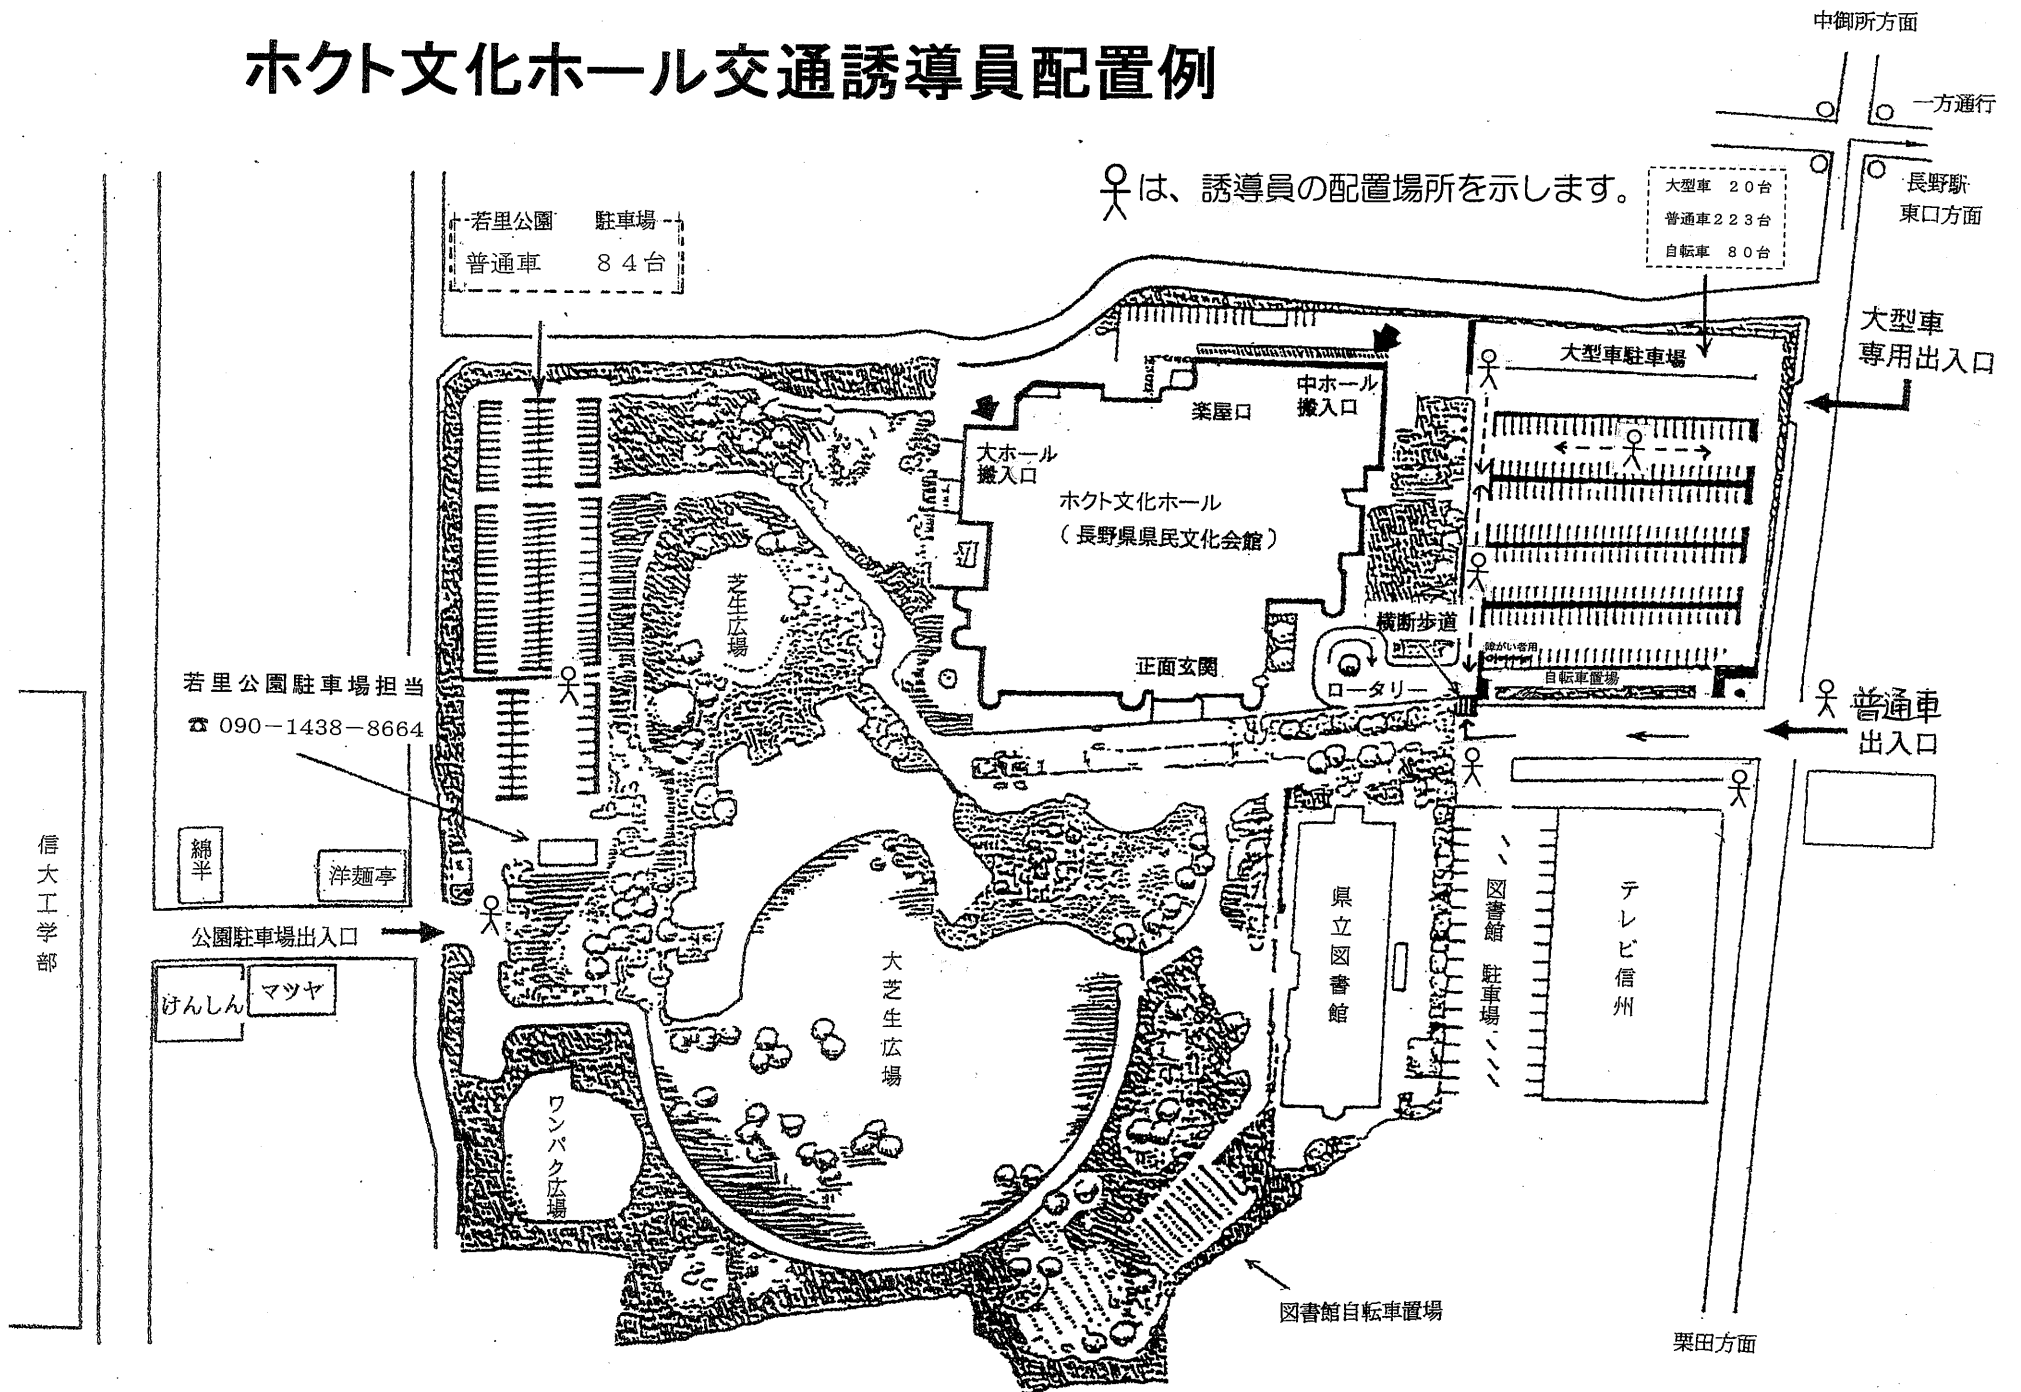 中御所方面
ホクト文化ホール交通誘導員配置例
一方通行
は、誘導員の配置場所を示します。
大型車 20台
普通車223台
自転車 80台
長野駅
東口方面
若里公園 駐車場
普通車 84台
大型車
専用出入口
大型車駐車場
中ホール
搬入口
楽屋口
大ホール
搬入口
ホクト文化ホール
(長野県県民文化会館)
芝生広場
横断歩道
障がい者用
正面玄関
ロータリー
自転車置場
若里公園駐車場担当
☎ 090-1438-8664
普通車
出入口
綿半
洋麺亭
信大工学部
公園駐車場出入口
けんしん
マツヤ
大芝生広場
県立図書館
図書館 駐車場
テレビ信州
ワンパク広場
図書館自転車置場
栗田方面